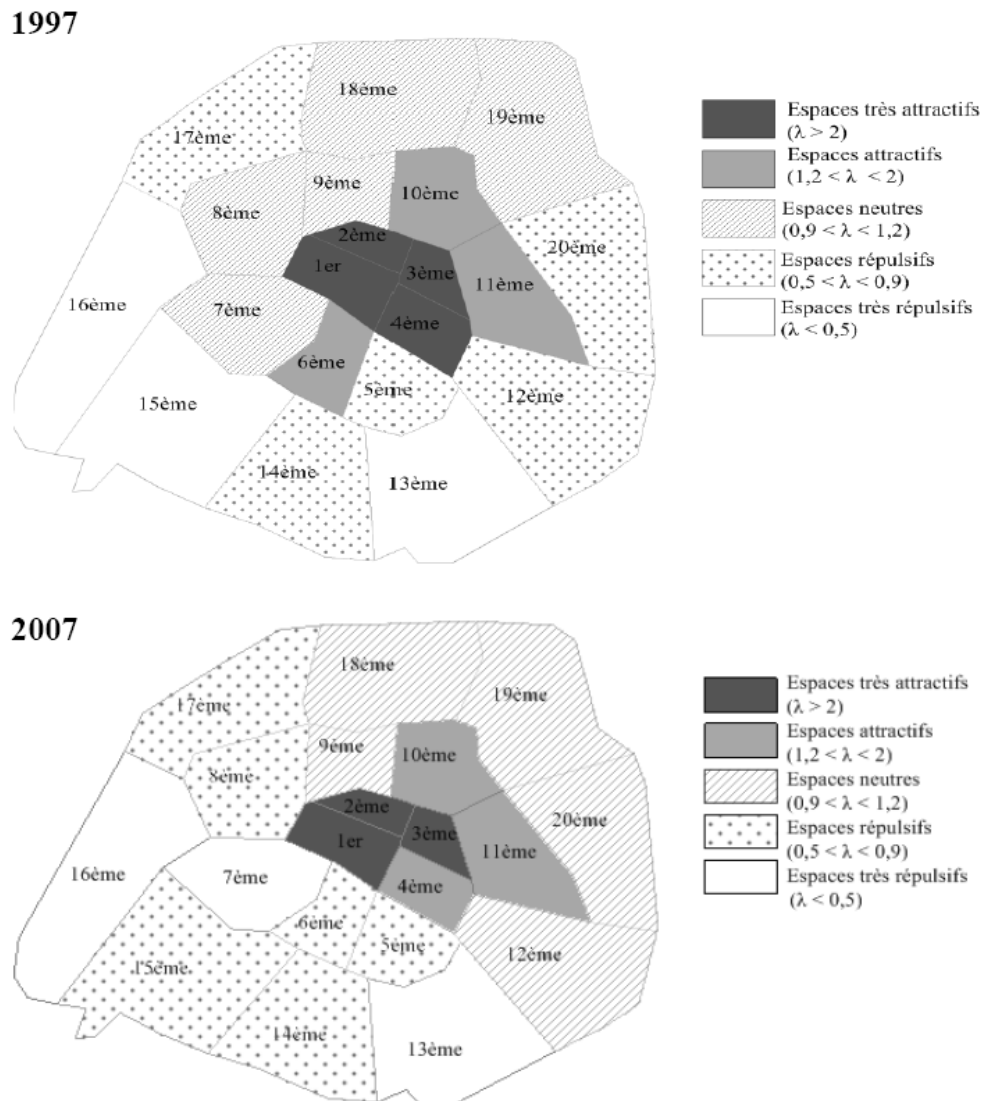 1997
18ème
19ème
17ème
9ème
10ème
8ème
2ème
20ème
1er
3ème
11ème
16ème
7ème
4ème
6ème
5ème
12ème
15ème
14ème
13ème
Espaces très attractifs
(λ > 2)
Espaces attractifs
(1,2 < λ < 2)
Espaces neutres
(0,9 < λ < 1,2)
Espaces répulsifs
(0,5 < λ < 0,9)
Espaces très répulsifs
(λ < 0,5)
2007
18ème
19ème
17ème
9ème
10ème
8ème
2ème
20ème
1er
3ème
11ème
16ème
7ème
4ème
6ème
5ème
12ème
15ème
14ème
13ème
Espaces très attractifs
(λ > 2)
Espaces attractifs
(1,2 < λ < 2)
Espaces neutres
(0,9 < λ < 1,2)
Espaces répulsifs
(0,5 < λ < 0,9)
Espaces très répulsifs
(λ < 0,5)